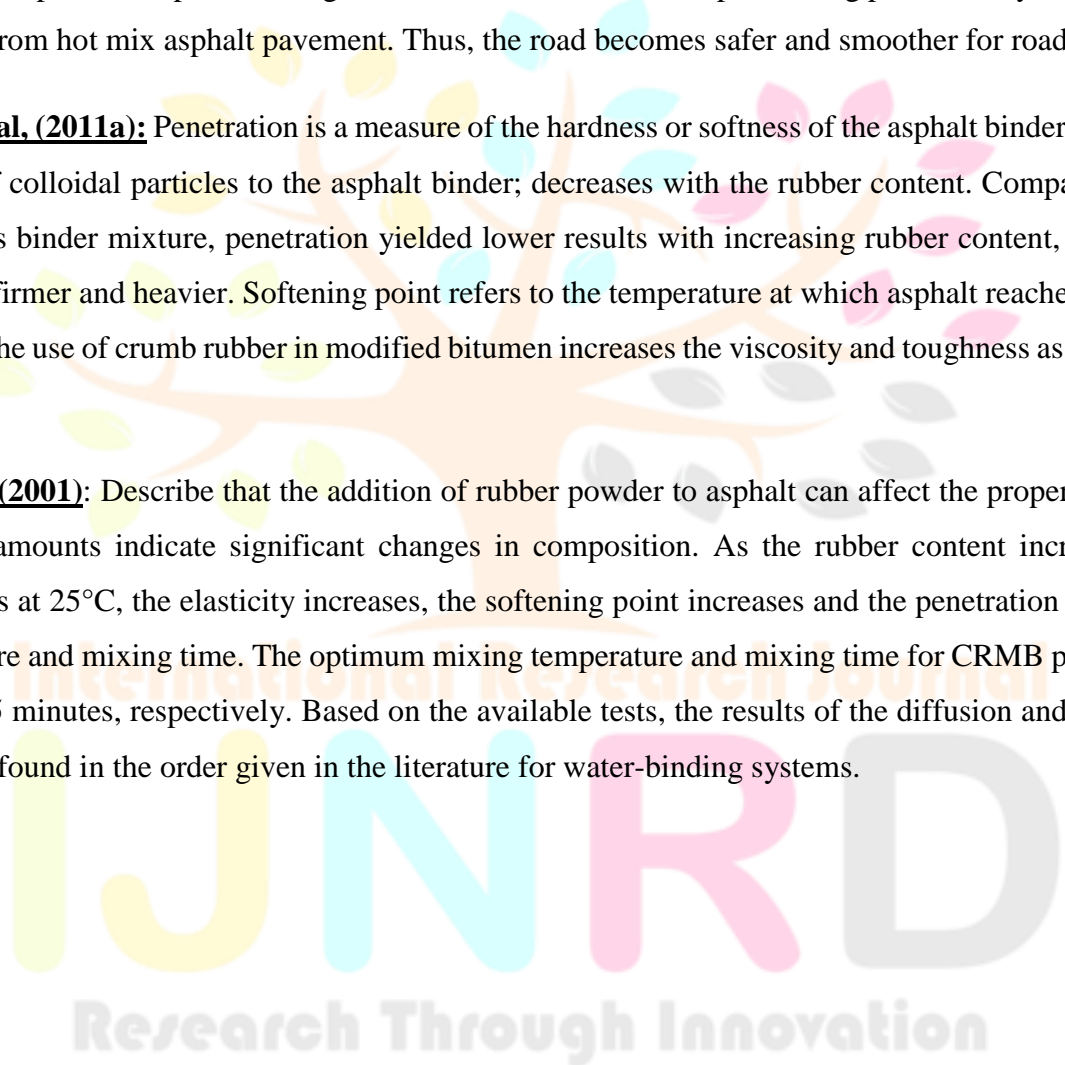 from hot mix asphalt pavement. Thus, the road becomes safer and smoother for road
al, (2011a): Penetration is a measure of the hardness or softness of the asphalt binder
colloidal particles to the asphalt binder; decreases with the rubber content.
binder mixture, penetration yielded lower results with increasing rubber content,
firmer and heavier. Softening point refers to the temperature at which asphalt
the use of crumb rubber in modified bitumen increases the viscosity and toughness as
(2001): Describe that the addition of rubber powder to asphalt can affect the
amounts indicate significant changes in composition. As the rubber content
at 25°C, the elasticity increases, the softening point increases and the penetration
and mixing time. The optimum mixing temperature and mixing time for CRMB
minutes, respectively. Based on the available tests, the results of the diffusion and
found in the order given in the literature for water-binding systems.
International Research Journal
IJNRD
Research Through Innovation